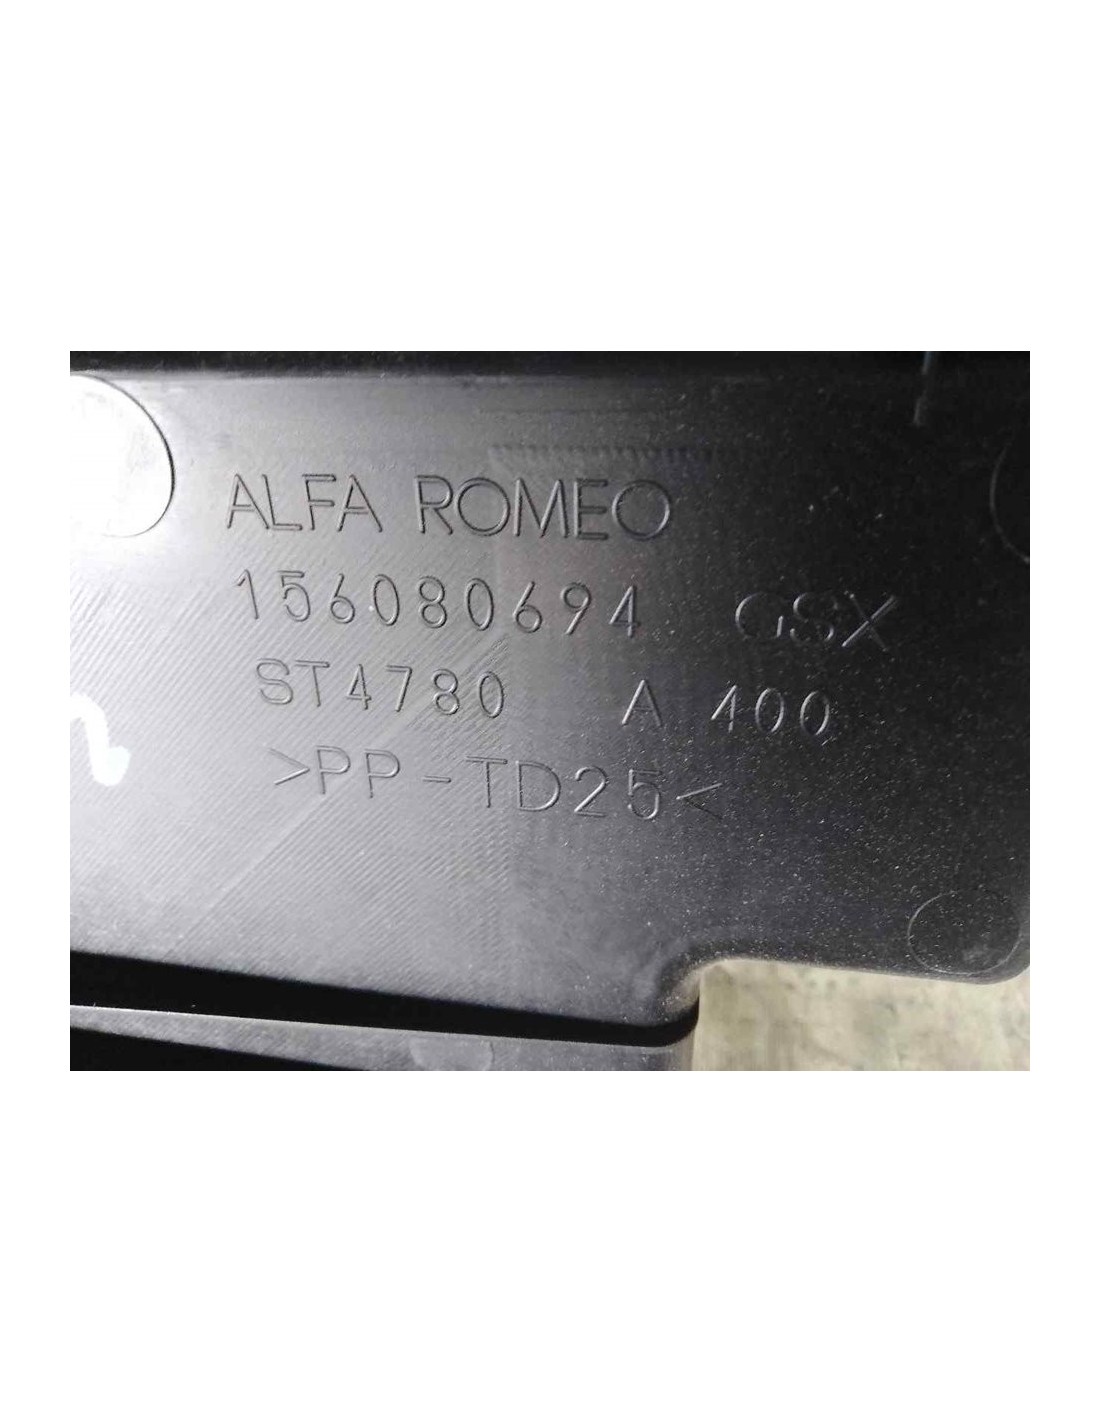 ALFA ROMEO
156080694 GSX
ST4780 A 400
>PP-TD25<